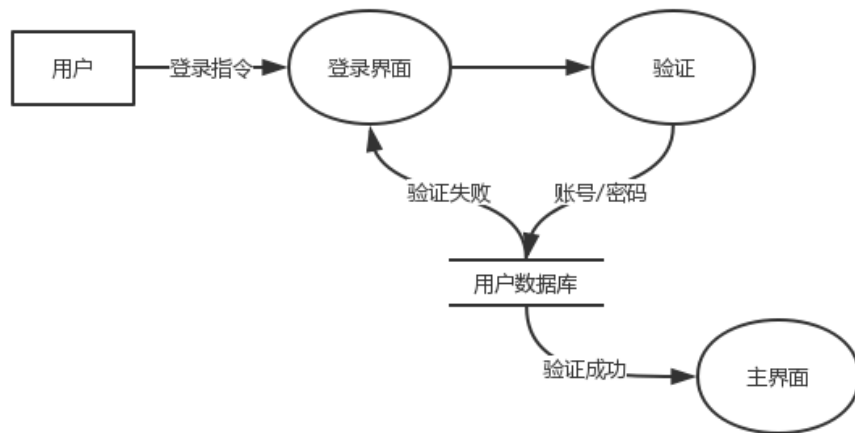 用户
登录指令
登录界面
验证
验证失败
账号/密码
用户数据库
验证成功
主界面